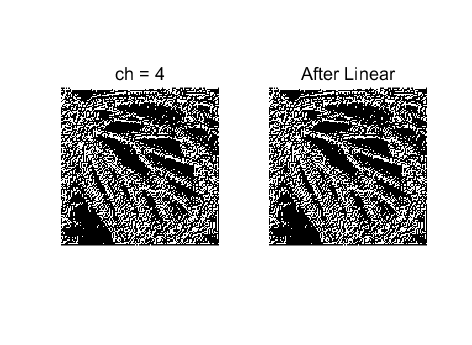 ch = 4
After Linear